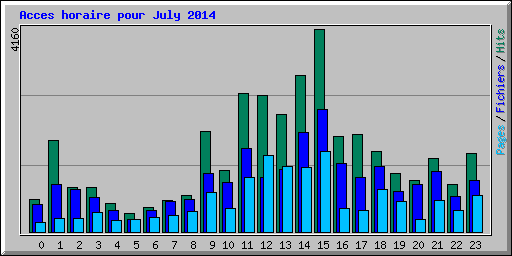 Acces horaire pour July 2014
4160
Pages/Fichiers/Hits
0 1 2 3 4 5 6 7 8 9 10 11 12 13 14 15 16 17 18 19 20 21 22 23